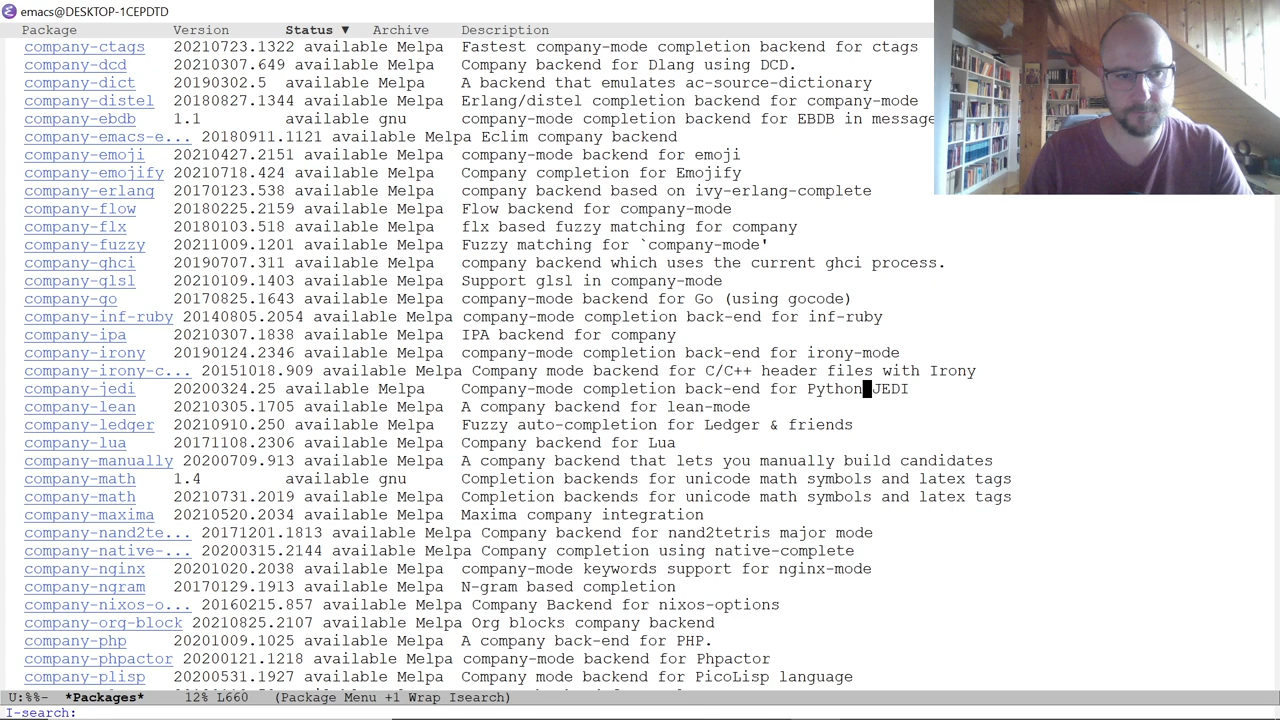 emacs@DESKTOP-1CEPDTD
Package Version Status ▼ Archive Description
company-ctags 20210723.1322 available Melpa Fastest company-mode completion backend for ctags
company-dcd 20210307.649 available Melpa Company backend for Dlang using DCD.
company-dict 20190302.5 available Melpa A backend that emulates ac-source-dictionary
company-distel 20180827.1344 available Melpa Erlang/distel completion backend for company-mode
company-ebdb 1.1 available gnu company-mode completion backend for EBDB in message
company-emacs-e... 20180911.1121 available Melpa Eclim company backend
company-emoji 20210427.2151 available Melpa company-mode backend for emoji
company-emojify 20210718.424 available Melpa Company completion for Emojify
company-erlang 20170123.538 available Melpa company backend based on ivy-erlang-complete
company-flow 20180225.2159 available Melpa Flow backend for company-mode
company-flx 20180103.518 available Melpa flx based fuzzy matching for company
company-fuzzy 20211009.1201 available Melpa Fuzzy matching for `company-mode'
company-ghci 20190707.311 available Melpa company backend which uses the current ghci process.
company-glsl 20210109.1403 available Melpa Support glsl in company-mode
company-go 20170825.1643 available Melpa company-mode backend for Go (using gocode)
company-inf-ruby 20140805.2054 available Melpa company-mode completion back-end for inf-ruby
company-ipa 20210307.1838 available Melpa IPA backend for company
company-irony 20190124.2346 available Melpa company-mode completion back-end for irony-mode
company-irony-c... 20151018.909 available Melpa Company mode backend for C/C++ header files with Irony
company-jedi 20200324.25 available Melpa Company-mode completion back-end for Python JEDI
company-lean 20210305.1705 available Melpa A company backend for lean-mode
company-ledger 20210910.250 available Melpa Fuzzy auto-completion for Ledger & friends
company-lua 20171108.2306 available Melpa Company backend for Lua
company-manually 20200709.913 available Melpa A company backend that lets you manually build candidates
company-math 1.4 available gnu Completion backends for unicode math symbols and latex tags
company-math 20210731.2019 available Melpa Completion backends for unicode math symbols and latex tags
company-maxima 20210520.2034 available Melpa Maxima company integration
company-nand2te... 20171201.1813 available Melpa Company backend for nand2tetris major mode
company-native-... 20200315.2144 available Melpa Company completion using native-complete
company-nginx 20201020.2038 available Melpa company-mode keywords support for nginx-mode
company-ngram 20170129.1913 available Melpa N-gram based completion
company-nixos-o... 20160215.857 available Melpa Company Backend for nixos-options
company-org-block 20210825.2107 available Melpa Org blocks company backend
company-php 20201009.1025 available Melpa A company back-end for PHP.
company-phpactor 20200121.1218 available Melpa company-mode backend for Phpactor
company-plisp 20200531.1927 available Melpa Company mode backend for PicoLisp language
U:%%- *Packages* 12% L660 (Package Menu +1 Wrap Isearch)
I-search: